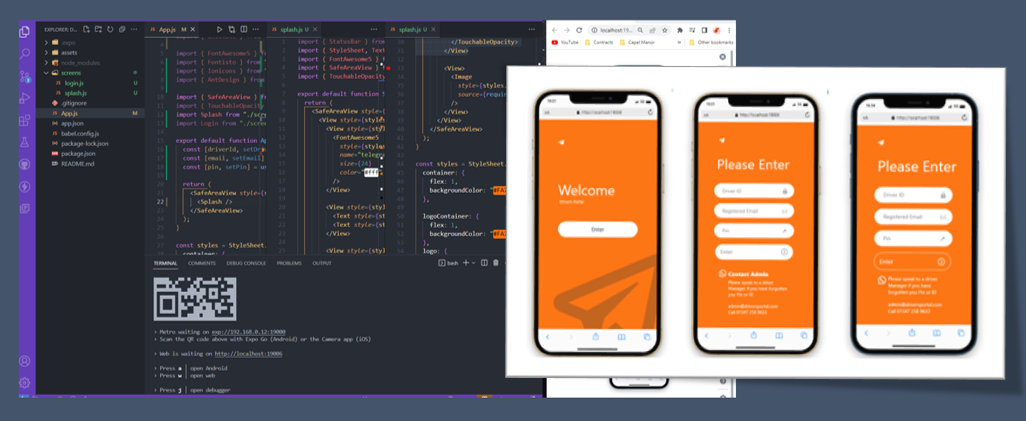 EXPLORER: D...
.expo
assets
node_modules
screens
login.js U
splash.js U
.gitignore
App.js M
app.json
babel.config.js
package-lock.json
package.json
README.md
App.js M
splash.js U
splash.js U
import { FontAwesome5 } fr
import { Fontisto } from "
import { Ionicons } from "
import { AntDesign } from
import { SafeAreaView } fr
import { TouchableOpacity
import Splash from "./scre
import Login from "./scree
export default function Ap
const [driverId, setDr
const [email, setEmail]
const [pin, setPin] = u
return (
<SafeAreaView style={
22
<Splash />
</SafeAreaView>
);
}
const styles = StyleSheet.
container: {
import { StatusBar } from
import { StyleSheet, Text
import { FontAwesome5 } f
import { SafeAreaView } f
import { TouchableOpacity
export default function S
return (
<SafeAreaView style={
<View style={styl
<View style={st
<FontAwesome5
style={styl
name="teleg
size={24}
color="#fff
/>
</View>
<View style={styl
<Text style={st
<Text style={st
</View>
<View style={styl
</TouchableOpacity>
</View>
<View>
<Image
style={styles.
source={requir
/>
</View>
</View>
</SafeAreaView>
);
}
const styles = StyleSheet.
container: {
flex: 1,
backgroundColor: "#FA
},
logoContainer: {
flex: 1,
backgroundColor: "#FA
},
logo: {
TERMINAL
COMMENTS
DEBUG CONSOLE
PROBLEMS
OUTPUT
bash
› Metro waiting on exp://192.168.0.12:19000
› Scan the QR code above with Expo Go (Android) or the Camera app (iOS)
› Web is waiting on http://localhost:19006
› Press a │ open Android
› Press w │ open web
› Press j │ open debugger
localhost:19...
YouTube
Contracts
Capel Manor
»
Other bookmarks
Welcome
Drivers Portal
Enter
Please Enter
Driver ID
Registered Email
Pin
Enter
Contact Admin
Please speak to a driver
Manager if you have forgotten
you Pin or ID
admin@driversportal.com
Call 01547 258 9633
Please Enter
Driver ID
Registered Email
Pin
Enter
Please speak to a driver
Manager if you have
forgotten you Pin or ID
admin@driversportal.com
Call 01547 258 9633